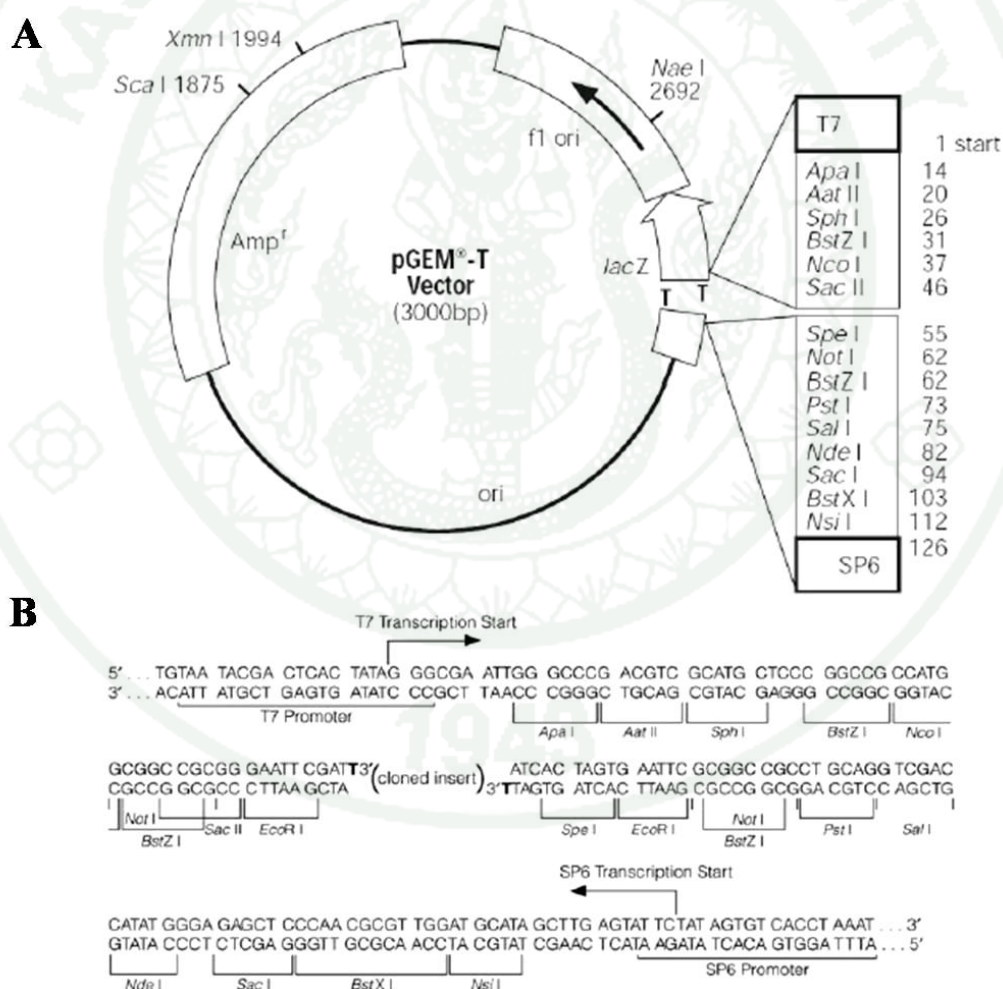 A
Xmn I 1994
Sca I 1875
Nae I
2692
f1 ori
Ampʳ
pGEM®-T
Vector
(3000bp)
lacZ
T T
ori
T7
1 start
Apa I 14
Aat II 20
Sph I 26
BstZ I 31
Nco I 37
Sac II 46
Spe I 55
Not I 62
BstZ I 62
Pst I 73
Sal I 75
Nde I 82
Sac I 94
BstX I 103
Nsi I 112
126
SP6
1943
B
T7 Transcription Start
5′ . . . TGTAA TACGA CTCAC TATAG GGCGA ATTGG GCCCG ACGTC GCATG CTCCC GGCCG CCATG
3′ . . . ACATT ATGCT GAGTG ATATC CCGCT TAACC CGGGC TGCAG CGTAC GAGGG CCGGC GGTAC
T7 Promoter
Apa I Aat II Sph I BstZ I Nco I
GCGGC CGCGG GAATT CGATT3′ (cloned insert) ATCAC TAGTG AATTC GCGGC CGCCT GCAGG TCGAC
CGCCG GCGCC CTTAA GCTA 3′TTAGTG ATCAC TTAAG CGCCG GCGGA CGTCC AGCTG
Not I Sac II EcoR I Spe I EcoR I Not I Pst I Sal I
BstZ I BstZ I
SP6 Transcription Start
CATAT GGGA GAGCT CCCAA CGCGT TGGAT GCATA GCTTG AGTAT TCTAT AGTGT CACCT AAAT . . . 3′
GTATA CCCT CTCGA GGGTT GCGCA ACCTA CGTAT CGAAC TCATA AGATA TCACA GTGGA TTTA . . . 5′
Nde I Sac I BstX I Nsi I SP6 Promoter